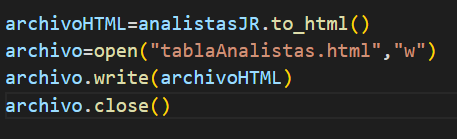 archivoHTML=analistasJR.to_html()
archivo=open("tablaAnalistas.html","w")
archivo.write(archivoHTML)
archivo.close()